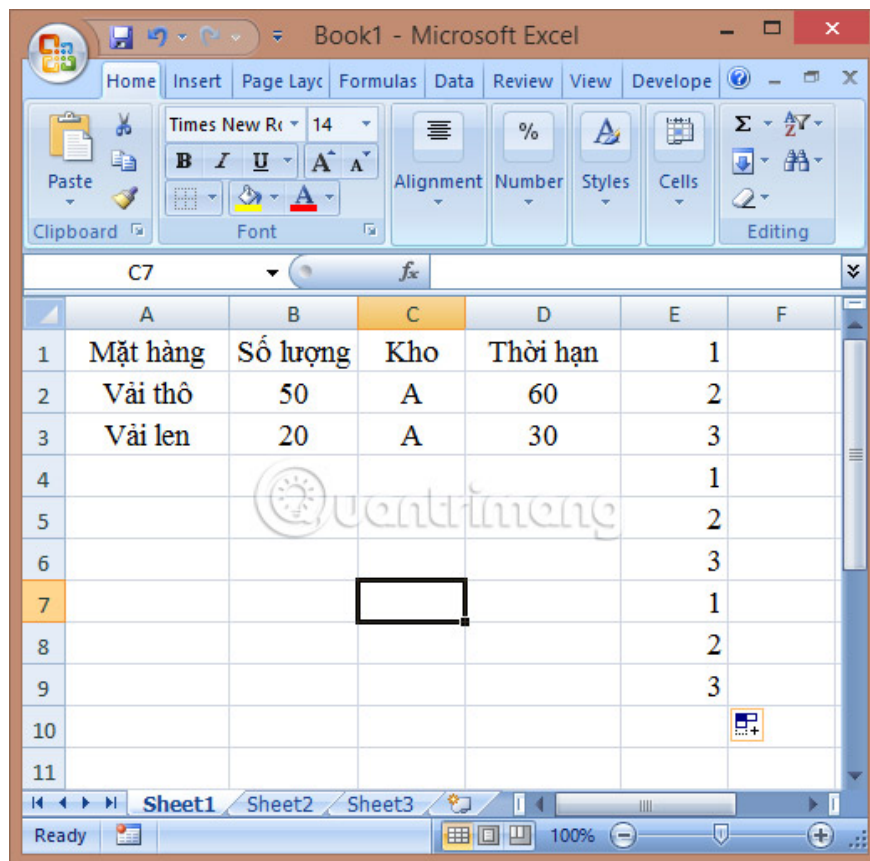 Book1 - Microsoft Excel
Home Insert Page Layc Formulas Data Review View Develope
Paste
Times New Rc 14
B I U A A
Alignment Number Styles Cells
% A Σ
Clipboard Font Editing
C7 fx
A B C D E F
1 Mặt hàng Số lượng Kho Thời hạn 1
2 Vải thô 50 A 60 2
3 Vải len 20 A 30 3
4 1
5 2
6 3
7 1
8 2
9 3
10
11
Quantrimang
Sheet1 Sheet2 Sheet3
Ready 100%